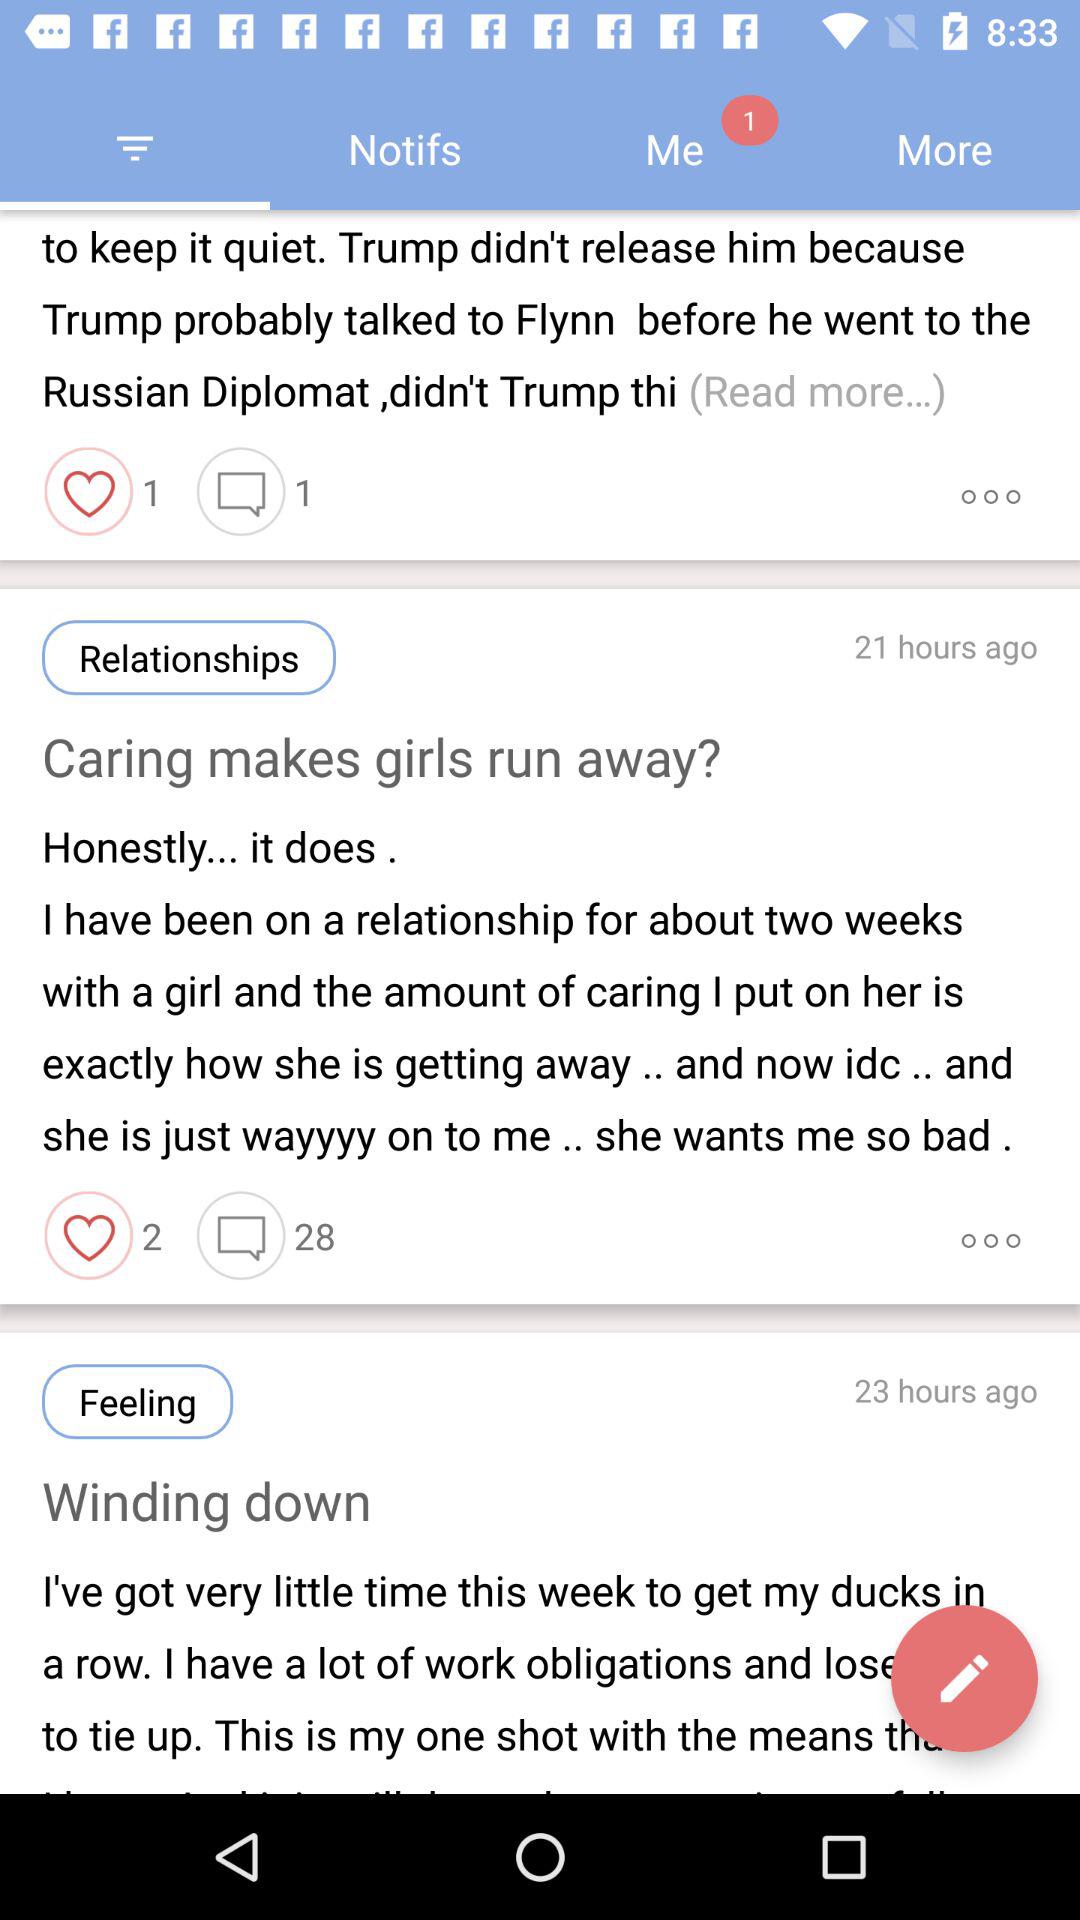 8:33
Notifs
Me
1
More
to keep it quiet. Trump didn't release him because
Trump probably talked to Flynn  before he went to the
Russian Diplomat ,didn't Trump thi (Read more...)
1
1
Relationships
21 hours ago
Caring makes girls run away?
Honestly... it does .
I have been on a relationship for about two weeks
with a girl and the amount of caring I put on her is
exactly how she is getting away .. and now idc .. and
she is just wayyyy on to me .. she wants me so bad .
2
28
Feeling
23 hours ago
Winding down
I've got very little time this week to get my ducks in
a row. I have a lot of work obligations and lose
to tie up. This is my one shot with the means